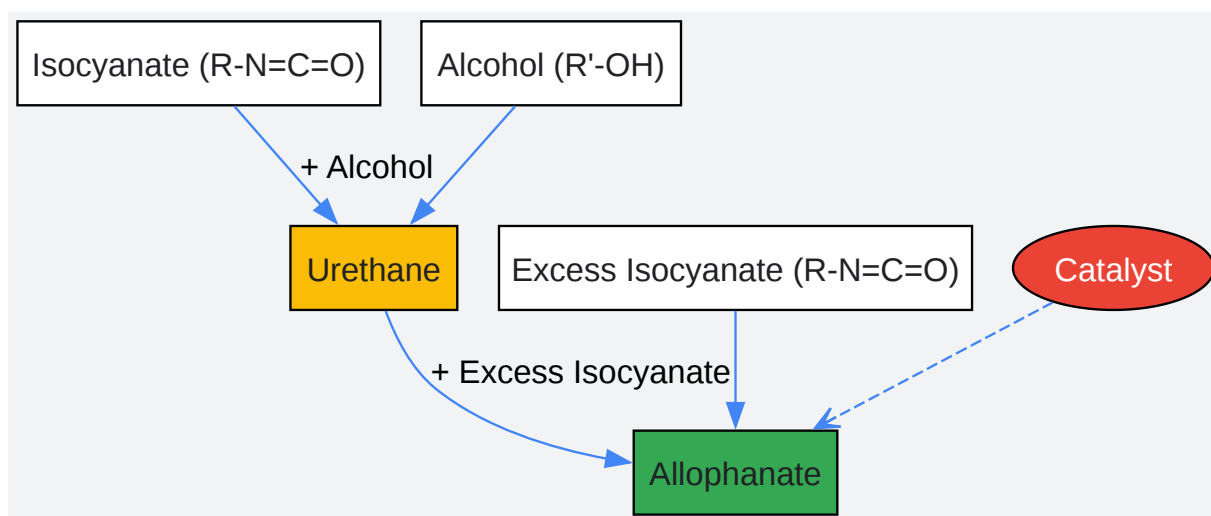 Isocyanate (R-N=C=O)
Alcohol (R'-OH)
+ Alcohol
Urethane
Excess Isocyanate (R-N=C=O)
Catalyst
+ Excess Isocyanate
Allophanate